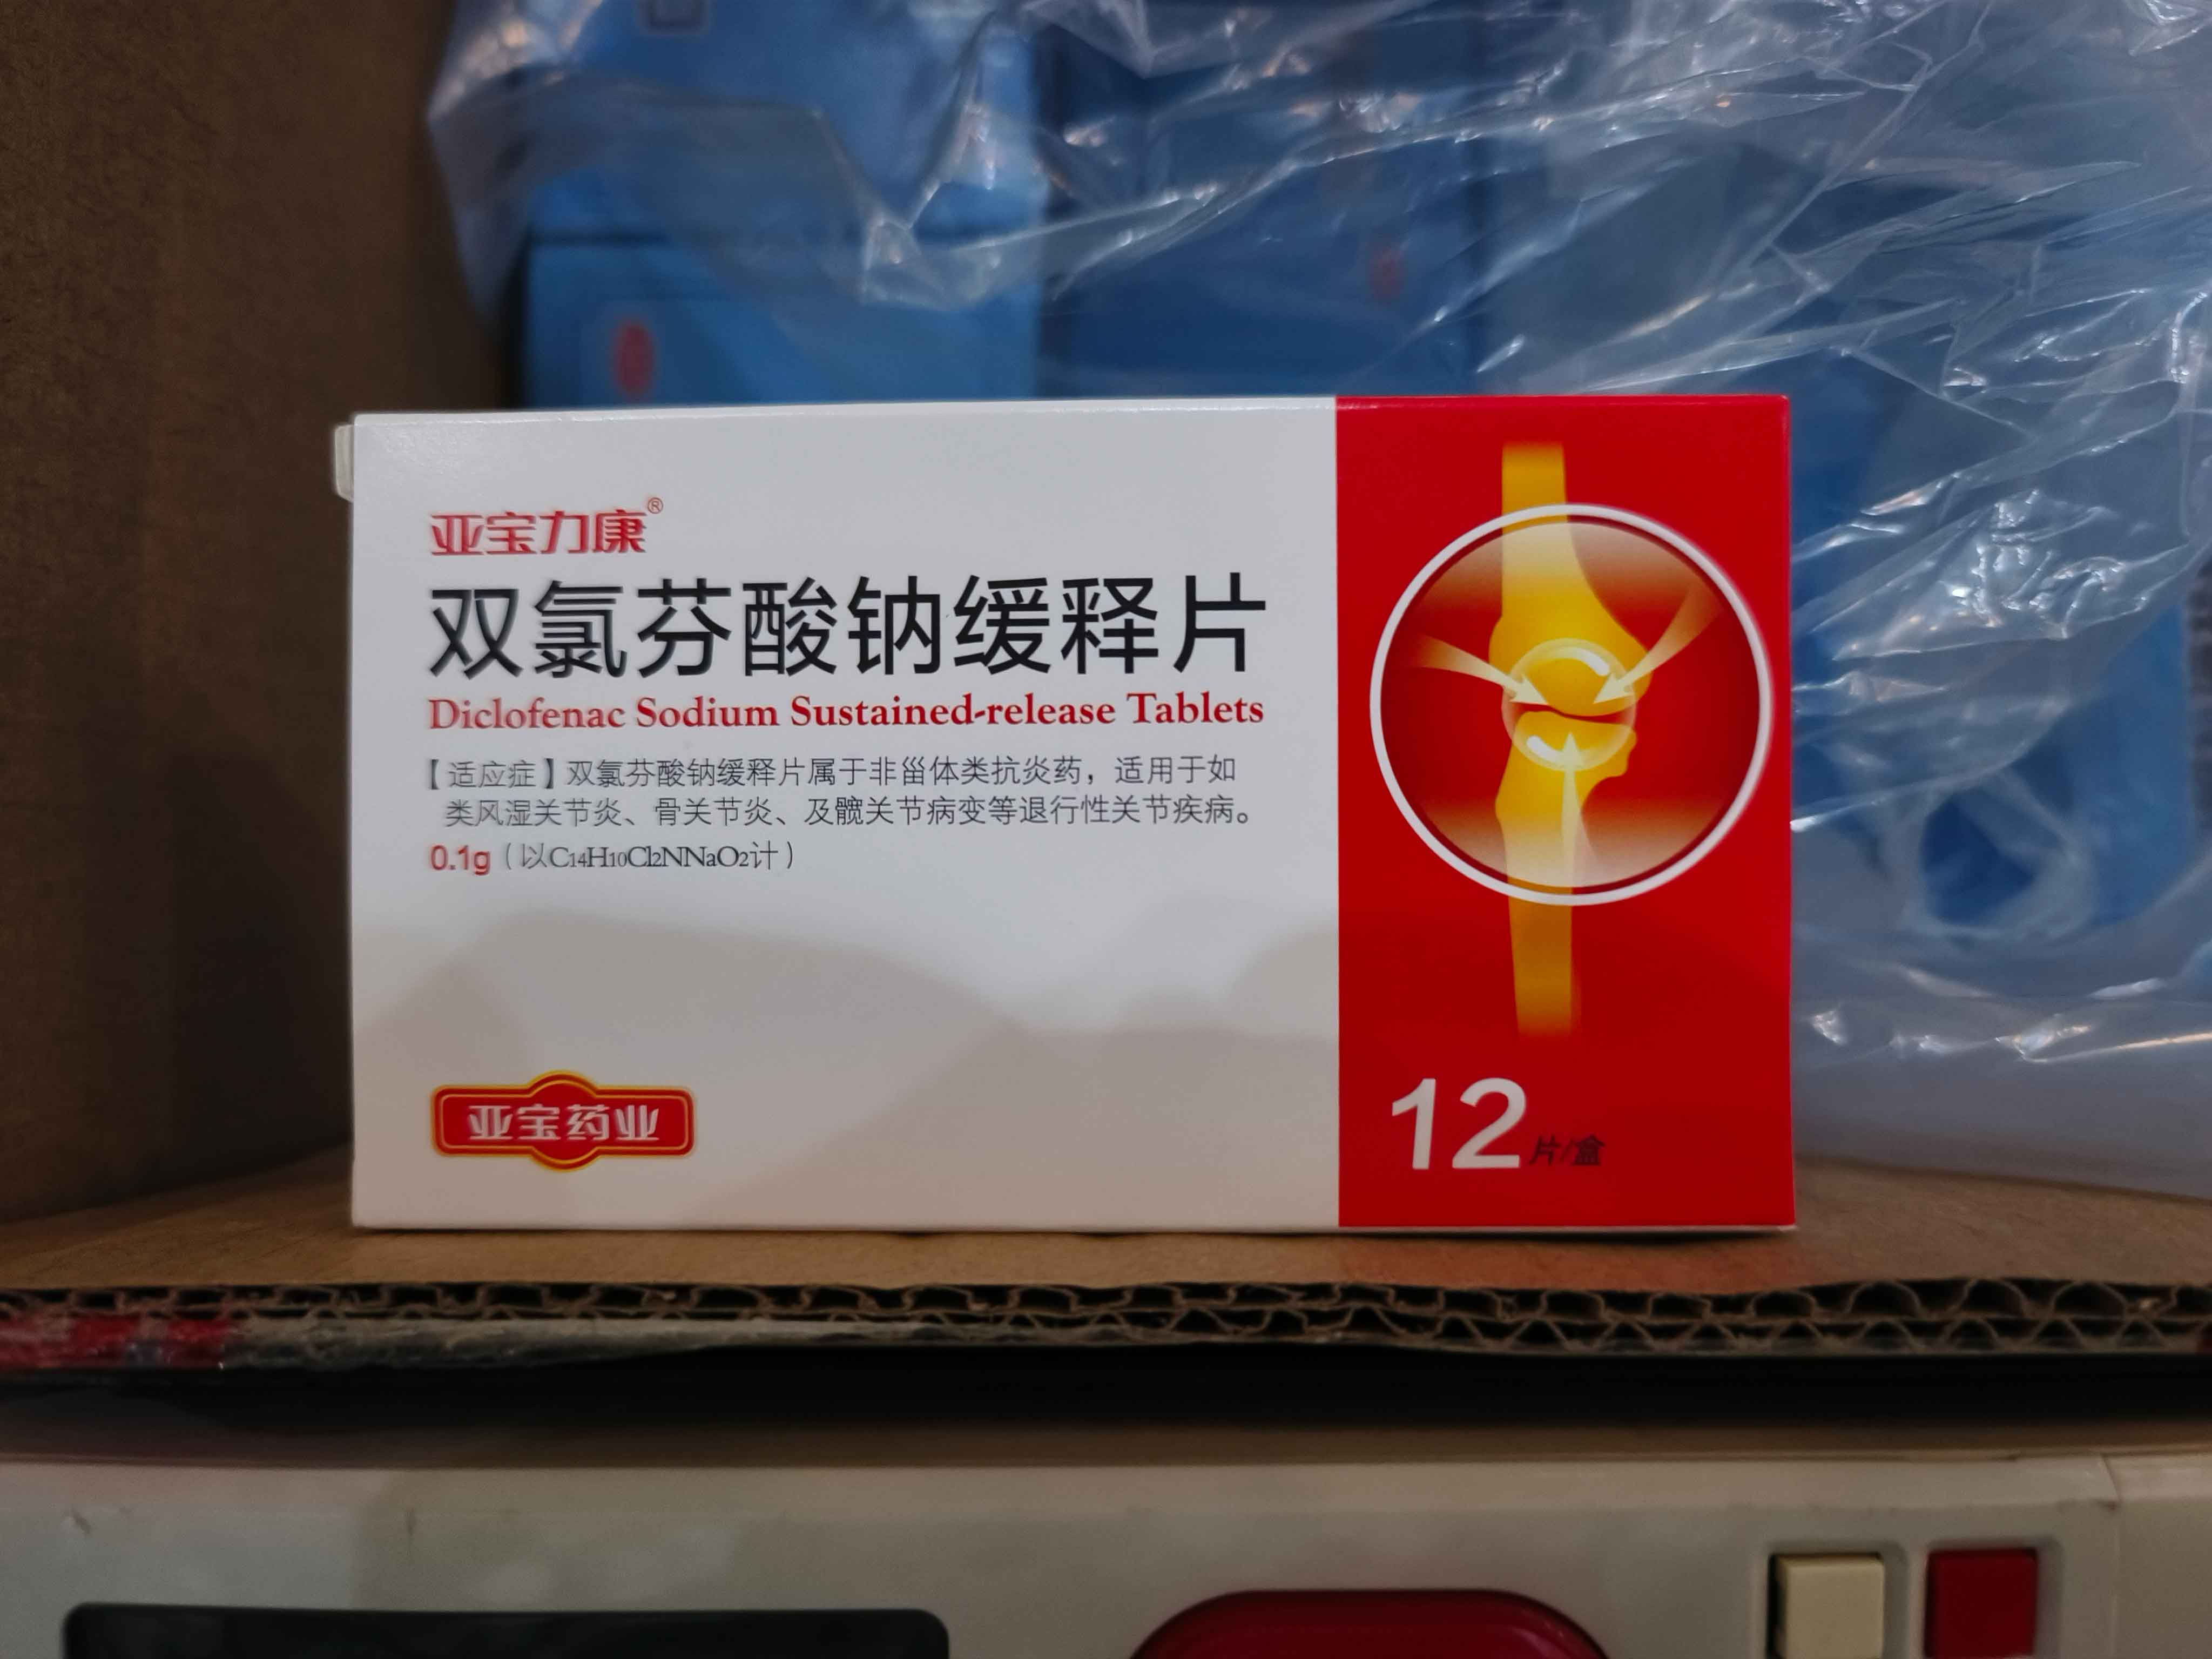 亚宝力康®
双氯芬酸钠缓释片
Diclofenac Sodium Sustained-release Tablets
【适应症】双氯芬酸钠缓释片属于非甾体类抗炎药，适用于如
类风湿关节炎、骨关节炎、及髋关节病变等退行性关节疾病。
0.1g（以C14H10Cl2NNaO2计）
亚宝药业
12片/盒